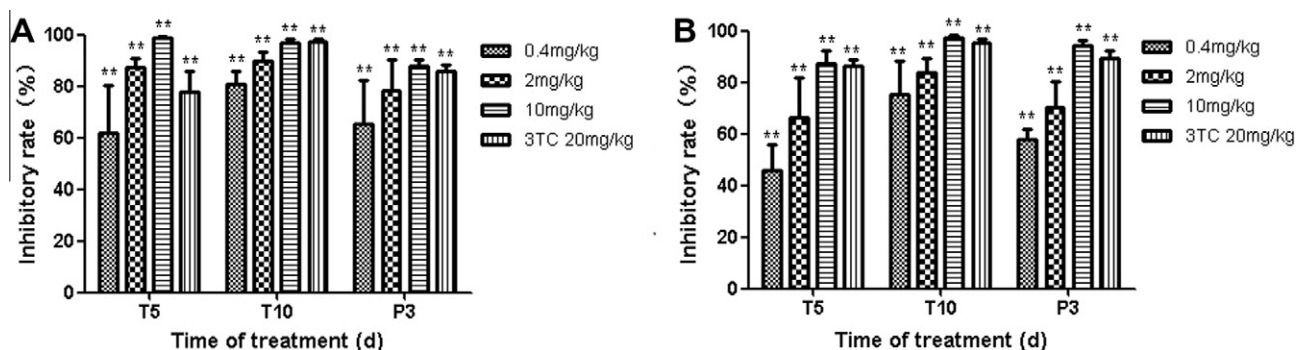 A
Inhibitory rate (%)
100
80
60
40
20
0
** ** ** ** ** ** ** ** ** ** ** **
T5 T10 P3
Time of treatment (d)
0.4mg/kg
2mg/kg
10mg/kg
3TC 20mg/kg
B
Inhibitory rate (%)
100
80
60
40
20
0
** ** ** ** ** ** ** ** ** ** ** **
T5 T10 P3
Time of treatment (d)
0.4mg/kg
2mg/kg
10mg/kg
3TC 20mg/kg